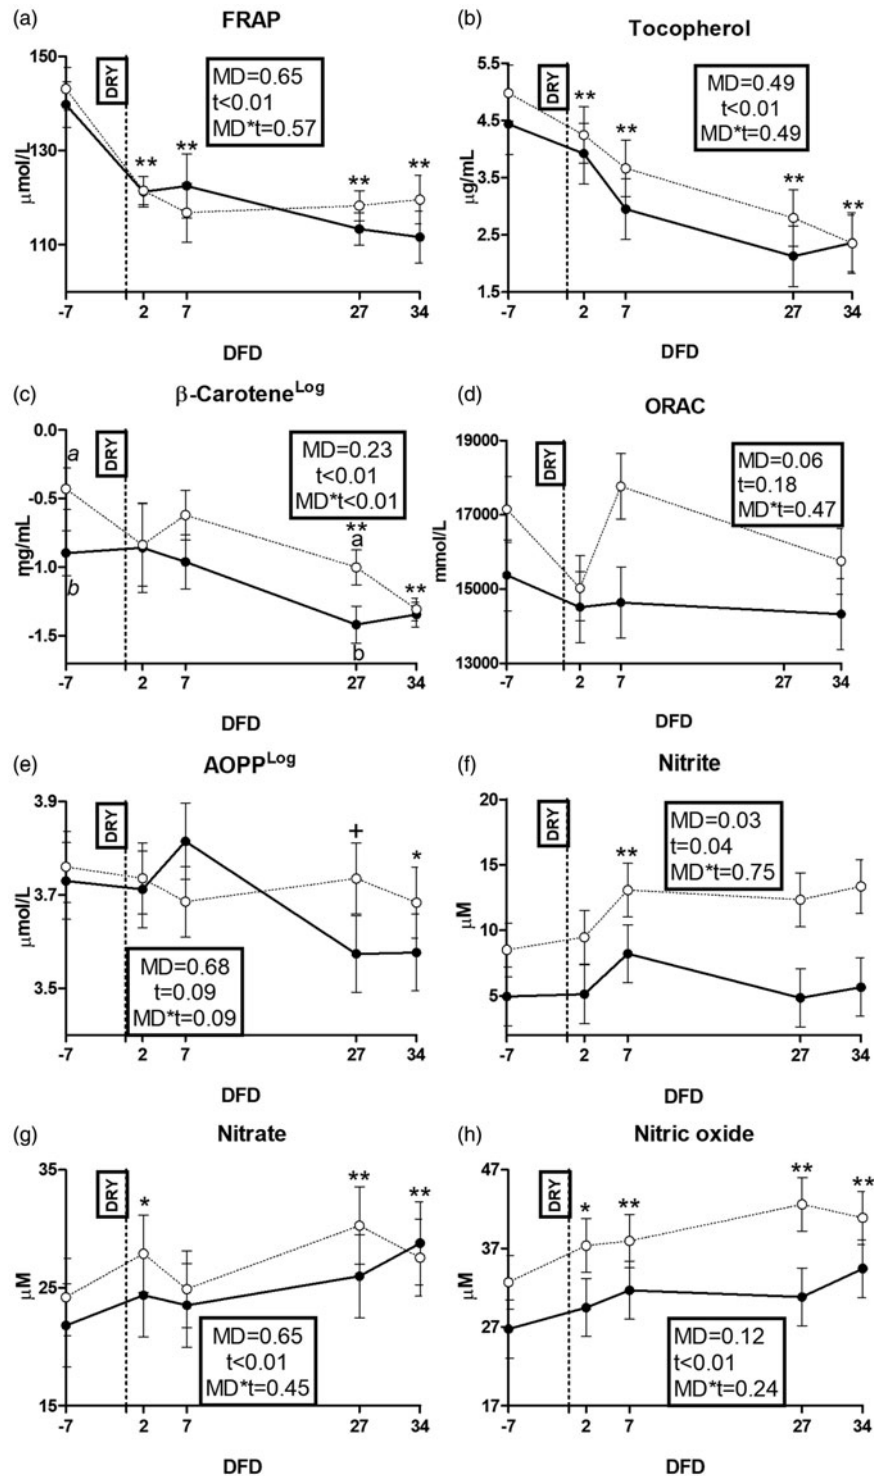 (a)
FRAP
150
130
110
μmol/L
DRY
MD=0.65
t<0.01
MD*t=0.57
**
**
**
**
-7
2
7
27
34
DFD
(b)
Tocopherol
5.5
4.5
3.5
2.5
1.5
μg/mL
DRY
MD=0.49
t<0.01
MD*t=0.49
**
**
**
**
-7
2
7
27
34
DFD
(c)
β-Carotene^Log
0.0
-0.5
-1.0
-1.5
mg/mL
DRY
a
b
MD=0.23
t<0.01
MD*t<0.01
**
a
b
**
-7
2
7
27
34
DFD
(d)
ORAC
19000
17000
15000
13000
mmol/L
DRY
MD=0.06
t=0.18
MD*t=0.47
-7
2
7
27
34
DFD
(e)
AOPP^Log
3.9
3.7
3.5
μmol/L
DRY
+
*
MD=0.68
t=0.09
MD*t=0.09
-7
2
7
27
34
DFD
(f)
Nitrite
20
15
10
5
μM
DRY
MD=0.03
t=0.04
MD*t=0.75
**
-7
2
7
27
34
DFD
(g)
Nitrate
35
25
15
μM
DRY
*
**
**
MD=0.65
t<0.01
MD*t=0.45
-7
2
7
27
34
DFD
(h)
Nitric oxide
47
37
27
17
μM
DRY
*
**
**
**
MD=0.12
t<0.01
MD*t=0.24
-7
2
7
27
34
DFD